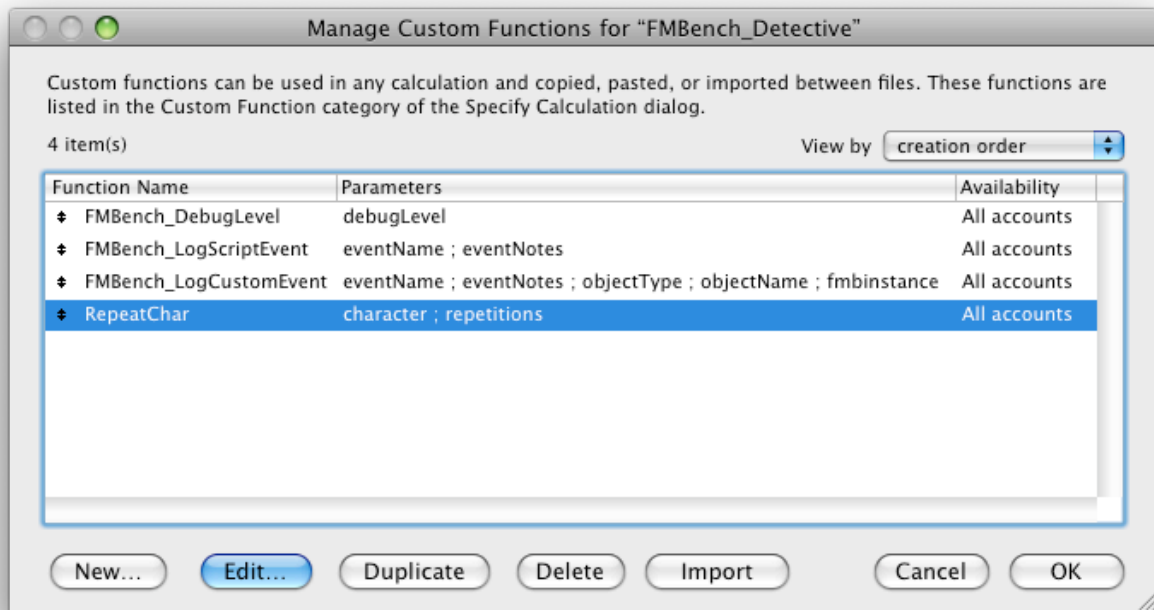 Manage Custom Functions for “FMBench_Detective”
Custom functions can be used in any calculation and copied, pasted, or imported between files. These functions are
listed in the Custom Function category of the Specify Calculation dialog.
4 item(s) View by creation order
Function Name Parameters Availability
FMBench_DebugLevel debugLevel All accounts
FMBench_LogScriptEvent eventName ; eventNotes All accounts
FMBench_LogCustomEvent eventName ; eventNotes ; objectType ; objectName ; fmbinstance All accounts
RepeatChar character ; repetitions All accounts
New... Edit... Duplicate Delete Import Cancel OK